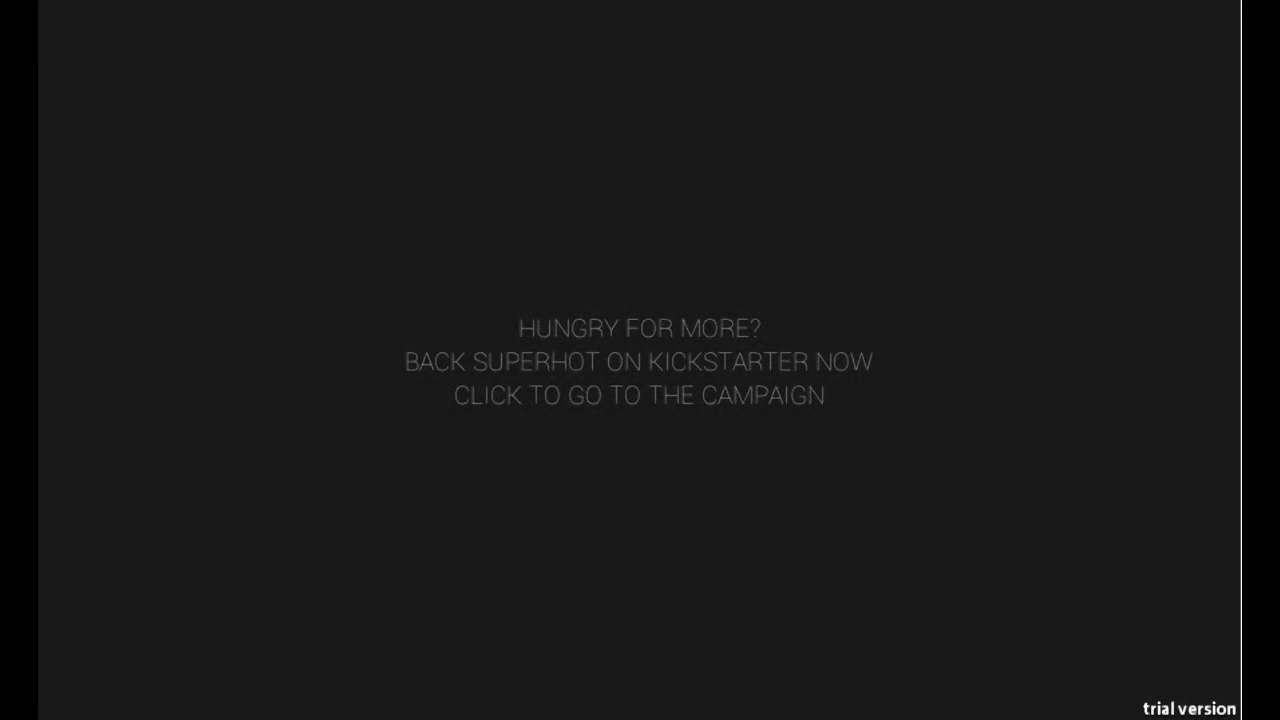 HUNGRY FOR MORE?
BACK SUPERHOT ON KICKSTARTER NOW
CLICK TO GO TO THE CAMPAIGN
trial version